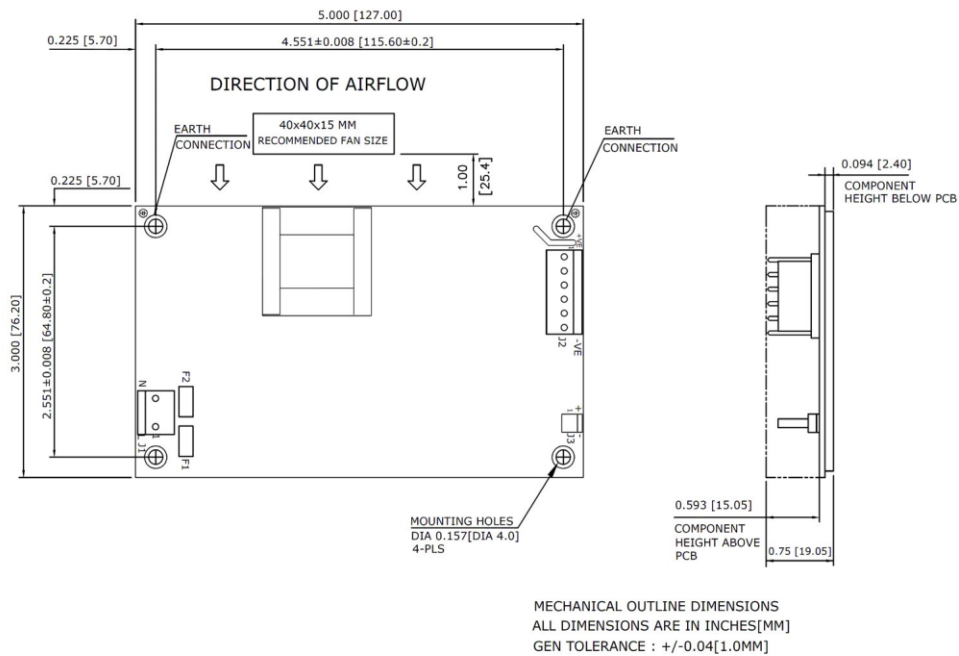 5.000 [127.00]
0.225 [5.70]
4.551±0.008 [115.60±0.2]
DIRECTION OF AIRFLOW
40x40x15 MM
RECOMMENDED FAN SIZE
EARTH
CONNECTION
EARTH
CONNECTION
1.00
[25.4]
0.225 [5.70]
0.094 [2.40]
COMPONENT
HEIGHT BELOW PCB
3.000 [76.20]
2.551±0.008 [64.80±0.2]
+VE
1
J2
-VE
N
F2
L
1
J1
F1
+
1
-
J3
MOUNTING HOLES
DIA 0.157[DIA 4.0]
4-PLS
0.593 [15.05]
COMPONENT
HEIGHT ABOVE
PCB
0.75 [19.05]
MECHANICAL OUTLINE DIMENSIONS
ALL DIMENSIONS ARE IN INCHES[MM]
GEN TOLERANCE : +/-0.04[1.0MM]